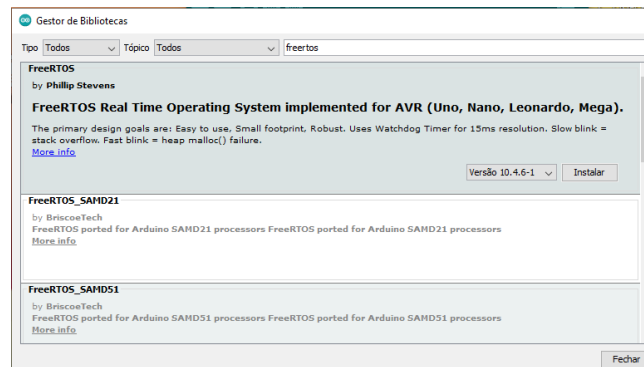 Gestor de Bibliotecas
Tipo Todos Tópico Todos freertos
FreeRTOS
by Phillip Stevens
FreeRTOS Real Time Operating System implemented for AVR (Uno, Nano, Leonardo, Mega).
The primary design goals are: Easy to use, Small footprint, Robust. Uses Watchdog Timer for 15ms resolution. Slow blink =
stack overflow. Fast blink = heap malloc() failure.
More info
Versão 10.4.6-1 Instalar
FreeRTOS_SAMD21
by BriscoeTech
FreeRTOS ported for Arduino SAMD21 processors FreeRTOS ported for Arduino SAMD21 processors
More info
FreeRTOS_SAMD51
by BriscoeTech
FreeRTOS ported for Arduino SAMD51 processors FreeRTOS ported for Arduino SAMD51 processors
More info
Fechar